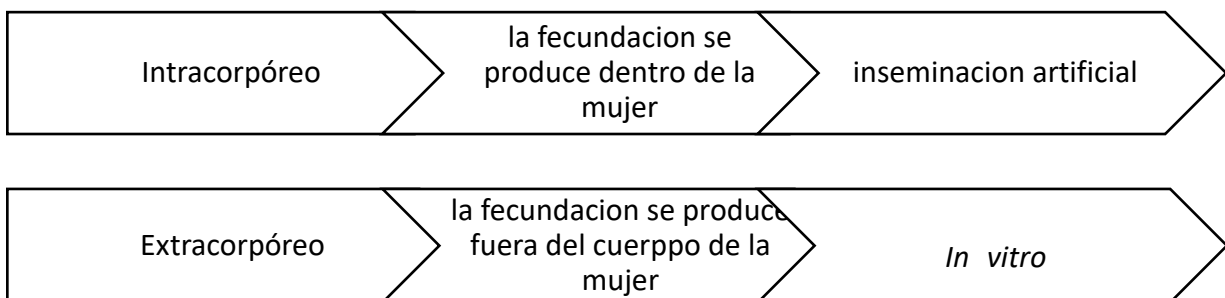 Intracorpóreo
la fecundacion se
produce dentro de la
mujer
inseminacion artificial
Extracorpóreo
la fecundacion se produce
fuera del cuerppo de la
mujer
In vitro